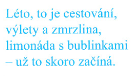 Léto, to je cestování,
výlety a zmrzlina,
limonáda s bublinkami
– už to skoro začíná.